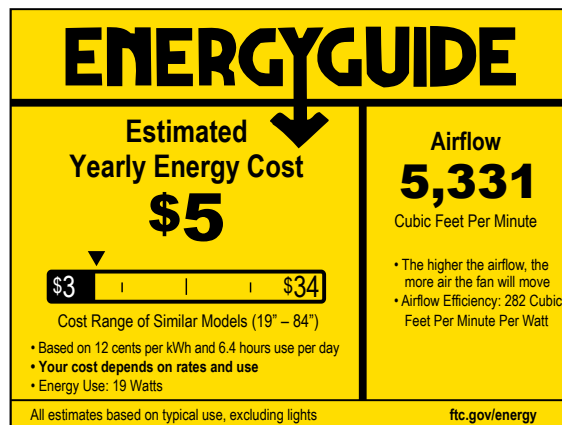 ENERGYGUIDE
Estimated
Yearly Energy Cost
$5
$3 $34
Cost Range of Similar Models (19” – 84”)
• Based on 12 cents per kWh and 6.4 hours use per day
• Your cost depends on rates and use
• Energy Use: 19 Watts
Airflow
5,331
Cubic Feet Per Minute
• The higher the airflow, the
more air the fan will move
• Airflow Efficiency: 282 Cubic
Feet Per Minute Per Watt
All estimates based on typical use, excluding lights
ftc.gov/energy